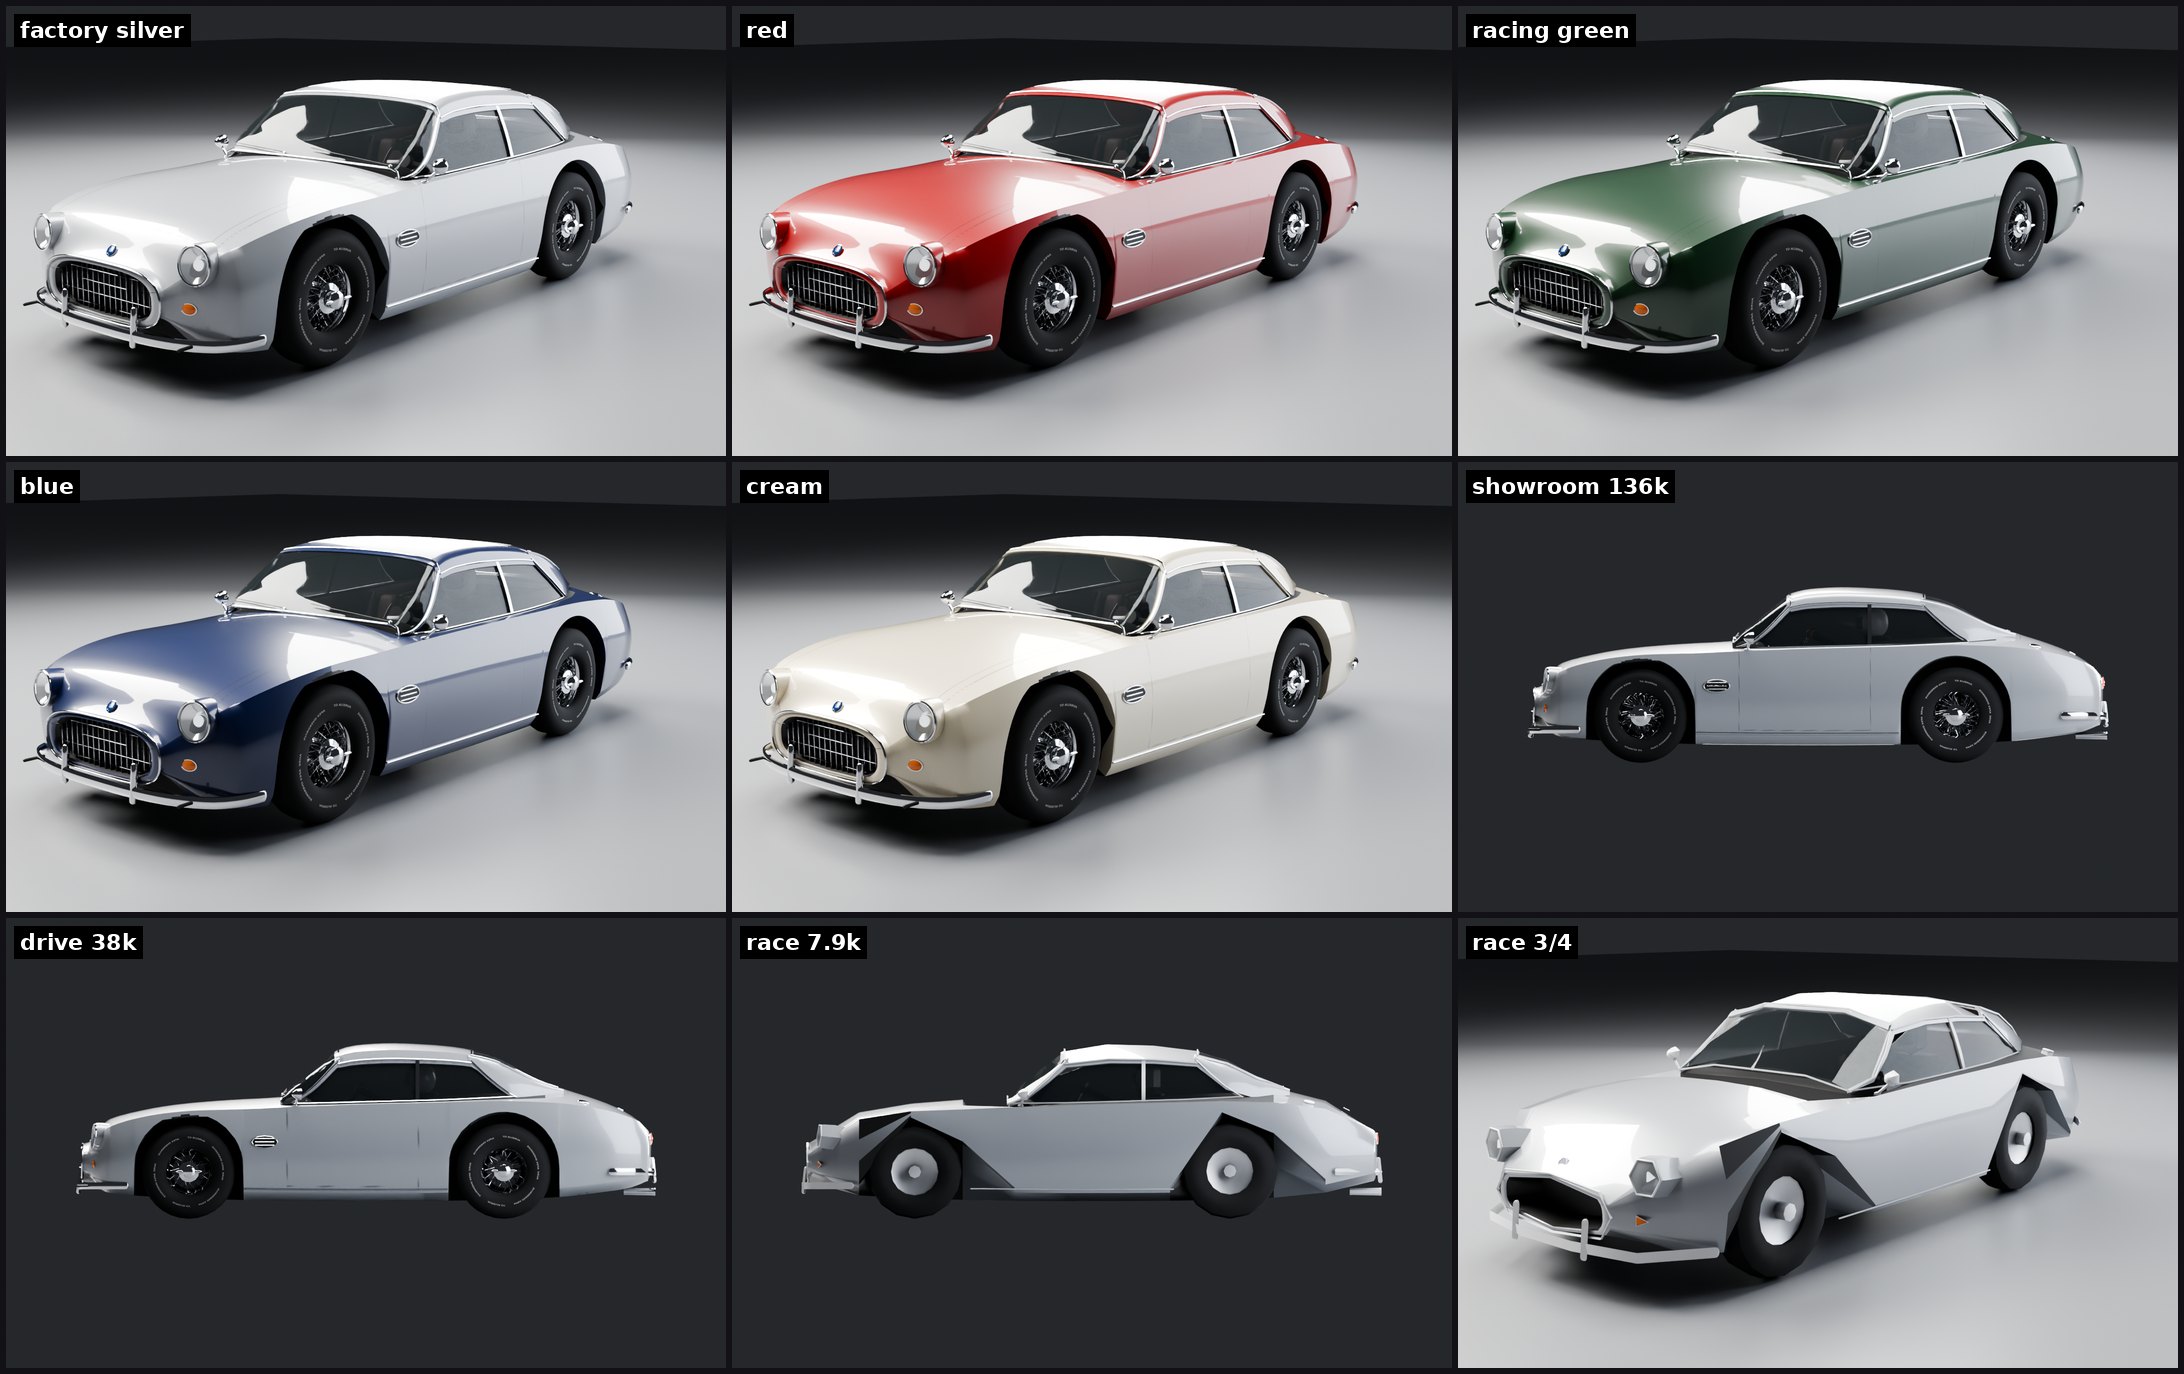 factory silver
red
racing green
blue
cream
showroom 136k
drive 38k
race 7.9k
race 3/4